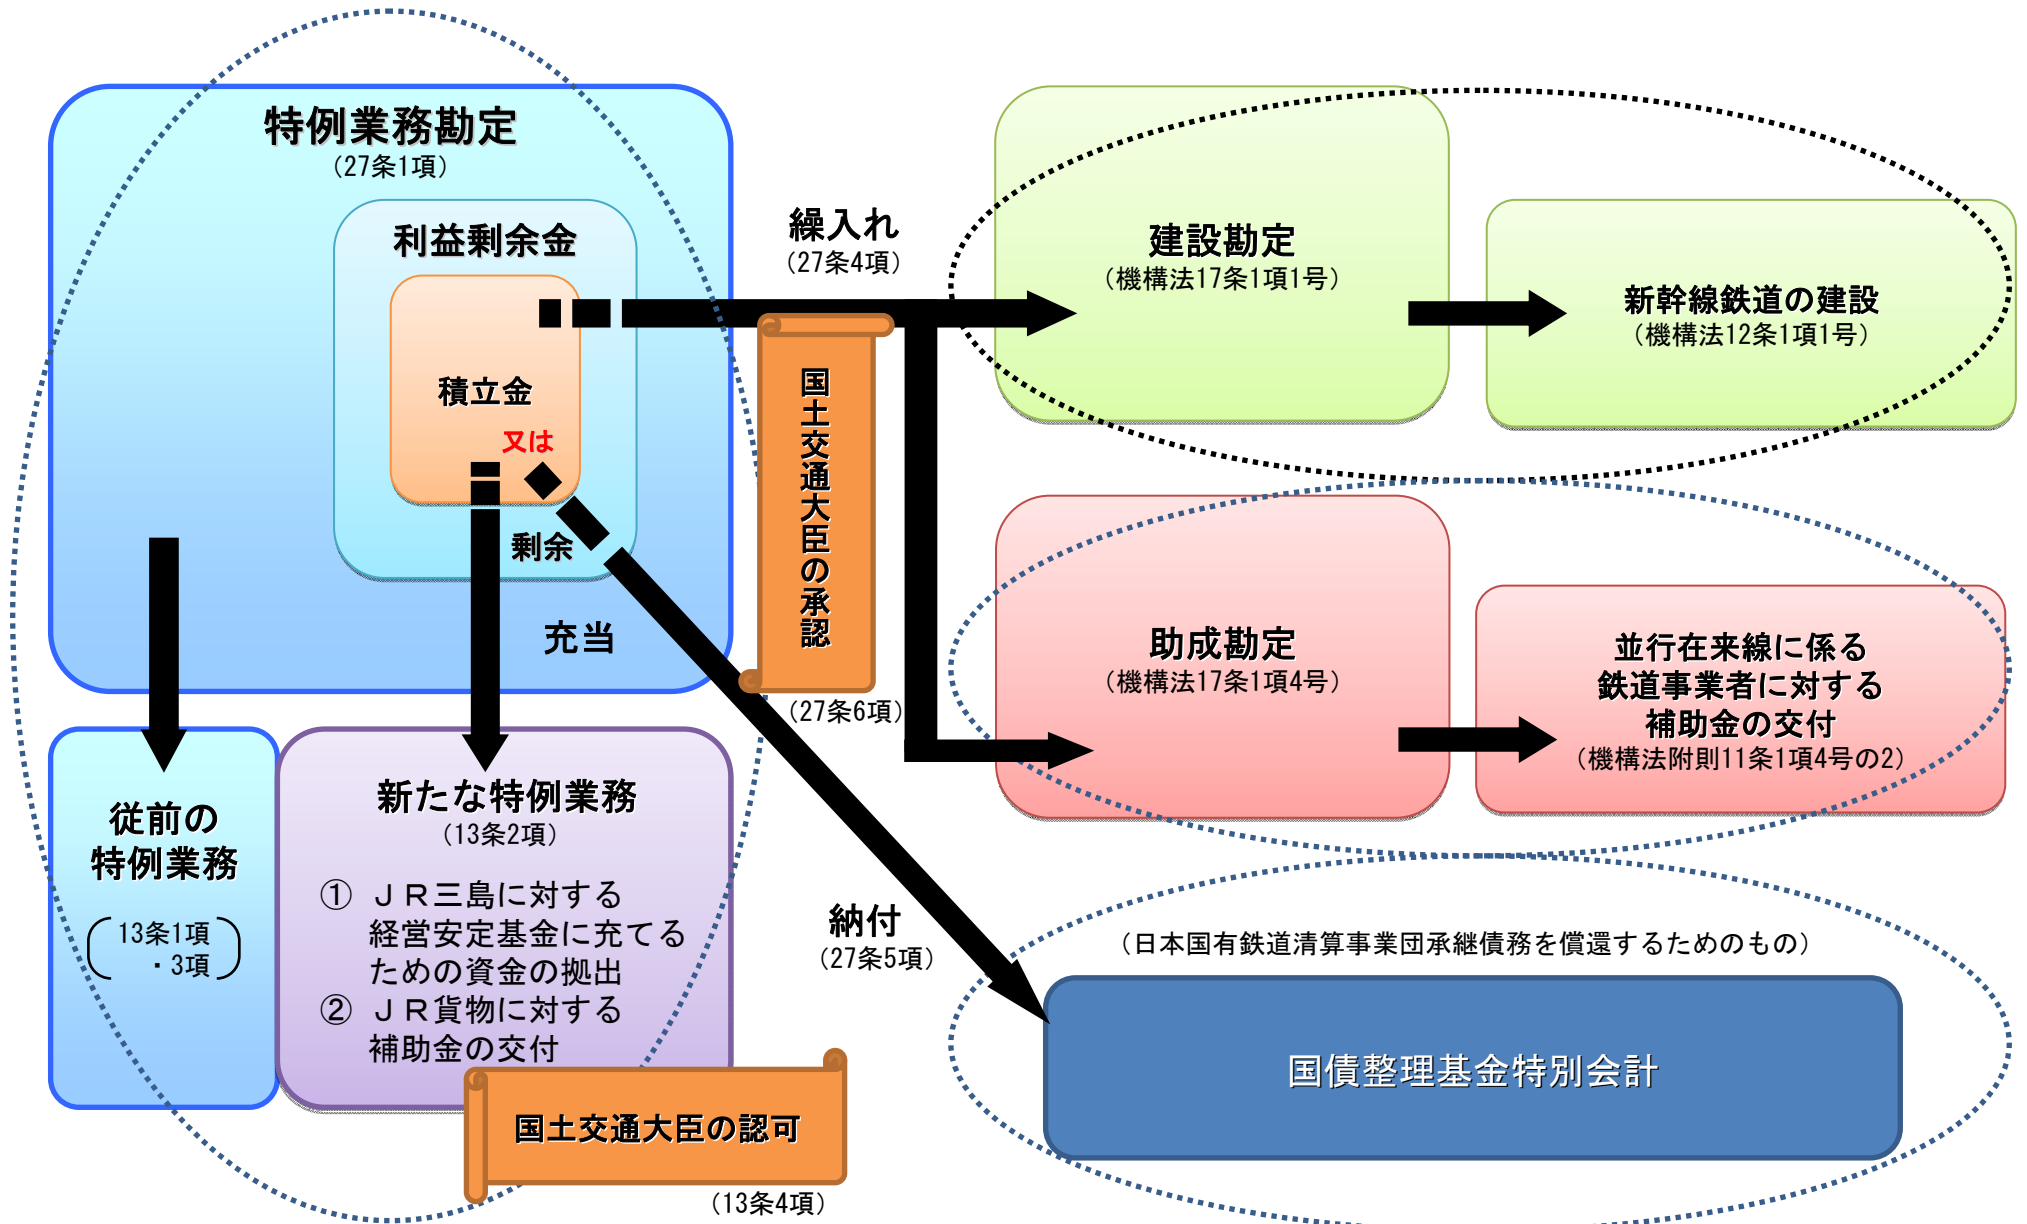 特例業務勘定
（27条1項）
利益剰余金
積立金
又は
剰余
充当
繰入れ
（27条4項）
国土交通大臣の承認
（27条6項）
建設勘定
（機構法17条1項1号）
新幹線鉄道の建設
（機構法12条1項1号）
助成勘定
（機構法17条1項4号）
並行在来線に係る
鉄道事業者に対する
補助金の交付
（機構法附則11条1項4号の2）
従前の
特例業務
13条1項
・3項
新たな特例業務
（13条2項）
① ＪＲ三島に対する
経営安定基金に充てる
ための資金の拠出
② ＪＲ貨物に対する
補助金の交付
国土交通大臣の認可
（13条4項）
納付
（27条5項）
（日本国有鉄道清算事業団承継債務を償還するためのもの）
国債整理基金特別会計